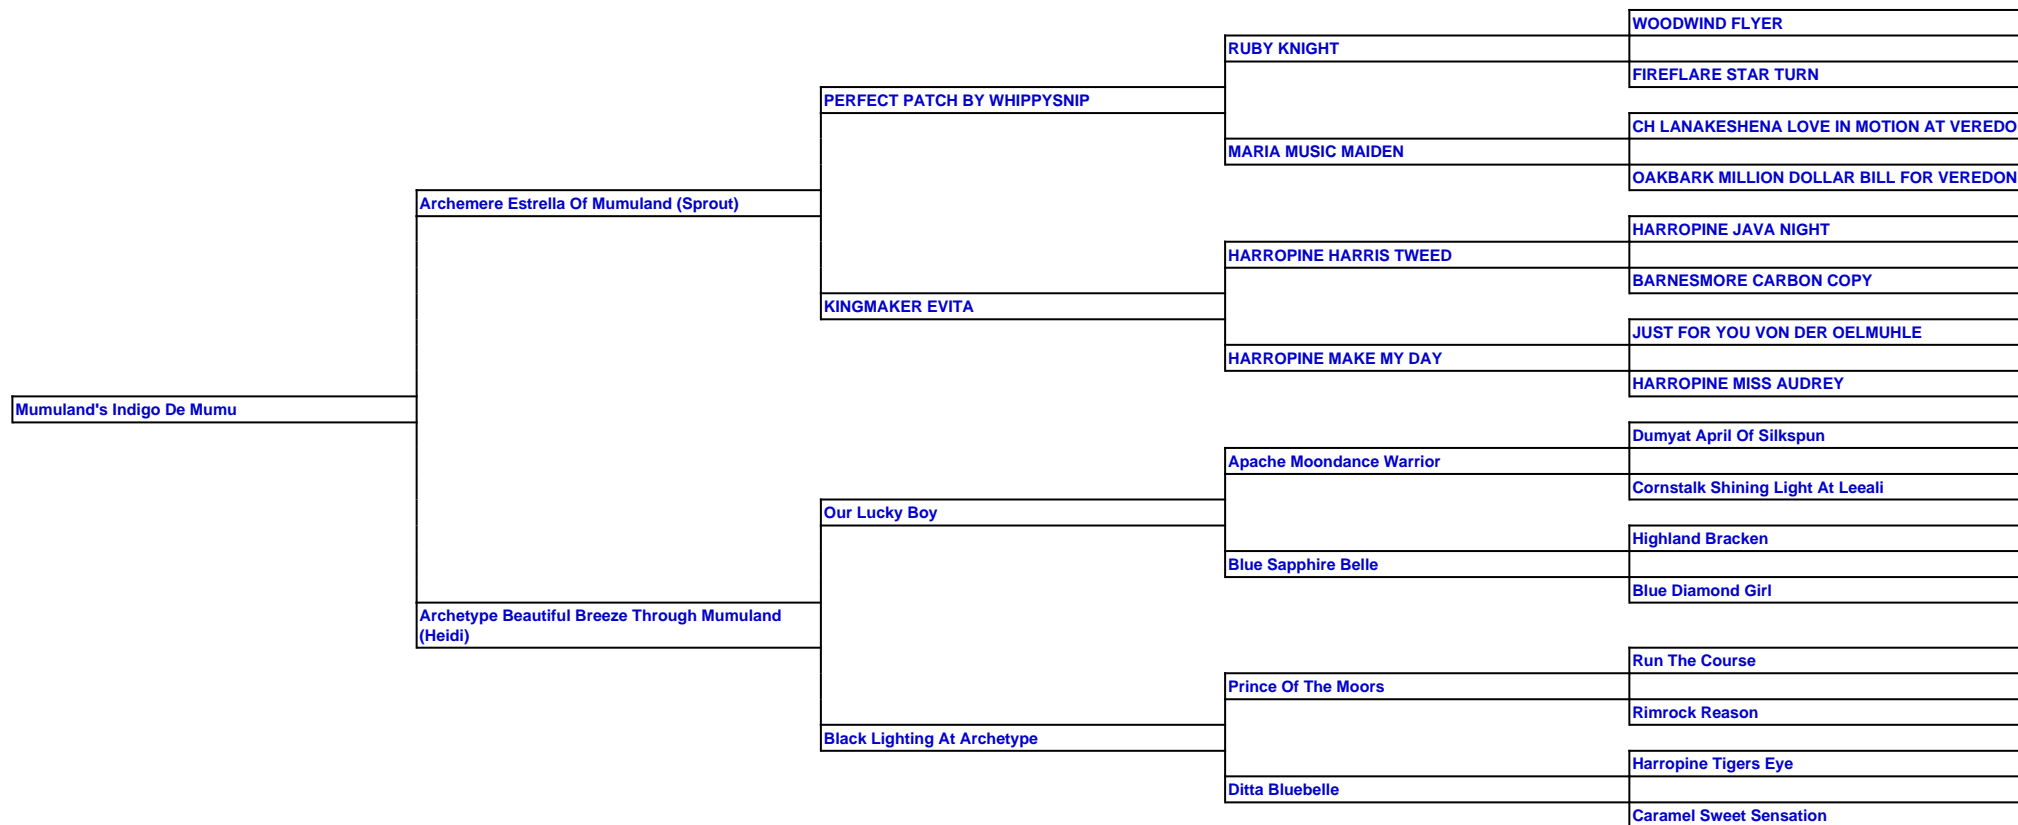 WOODWIND FLYER
RUBY KNIGHT
FIREFLARE STAR TURN
PERFECT PATCH BY WHIPPYSNIP
CH LANAKESHENA LOVE IN MOTION AT VEREDO
MARIA MUSIC MAIDEN
OAKBARK MILLION DOLLAR BILL FOR VEREDON
Archemere Estrella Of Mumuland (Sprout)
HARROPINE JAVA NIGHT
HARROPINE HARRIS TWEED
BARNESMORE CARBON COPY
KINGMAKER EVITA
JUST FOR YOU VON DER OELMUHLE
HARROPINE MAKE MY DAY
HARROPINE MISS AUDREY
Mumuland's Indigo De Mumu
Dumyat April Of Silkspun
Apache Moondance Warrior
Cornstalk Shining Light At Leeali
Our Lucky Boy
Highland Bracken
Blue Sapphire Belle
Blue Diamond Girl
Archetype Beautiful Breeze Through Mumuland
(Heidi)
Run The Course
Prince Of The Moors
Rimrock Reason
Black Lighting At Archetype
Harropine Tigers Eye
Ditta Bluebelle
Caramel Sweet Sensation